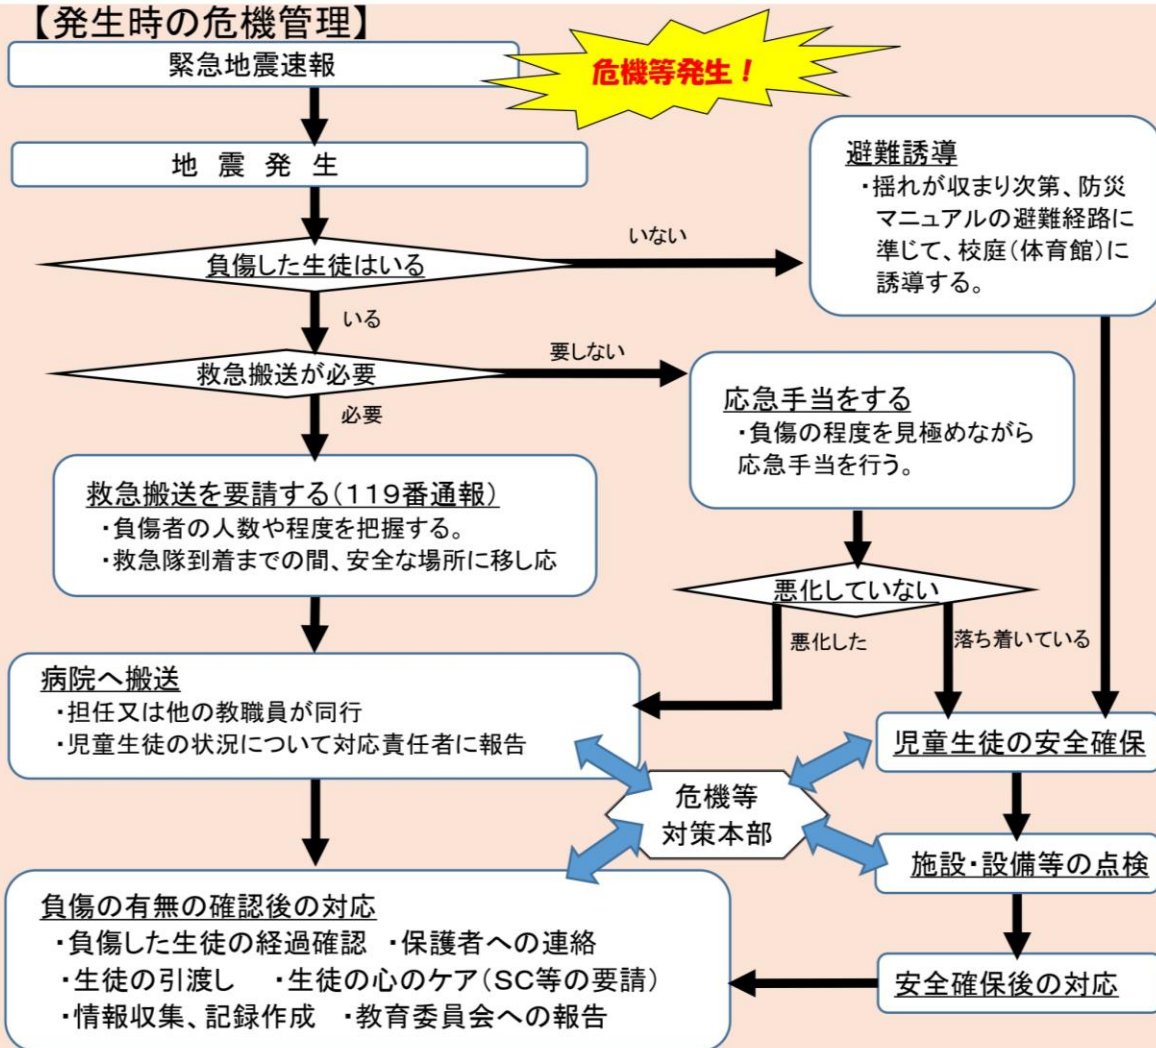 【発生時の危機管理】
緊急地震速報
危機等発生！
地 震 発 生
避難誘導
・揺れが収まり次第、防災
マニュアルの避難経路に
準じて、校庭(体育館)に
誘導する。
負傷した生徒はいる
いない
いる
救急搬送が必要
要しない
必要
応急手当をする
・負傷の程度を見極めながら
応急手当を行う。
救急搬送を要請する(119番通報)
・負傷者の人数や程度を把握する。
・救急隊到着までの間、安全な場所に移し応
悪化していない
悪化した
落ち着いている
病院へ搬送
・担任又は他の教職員が同行
・児童生徒の状況について対応責任者に報告
児童生徒の安全確保
危機等
対策本部
施設・設備等の点検
負傷の有無の確認後の対応
・負傷した生徒の経過確認 ・保護者への連絡
・生徒の引渡し ・生徒の心のケア(SC等の要請)
・情報収集、記録作成 ・教育委員会への報告
安全確保後の対応